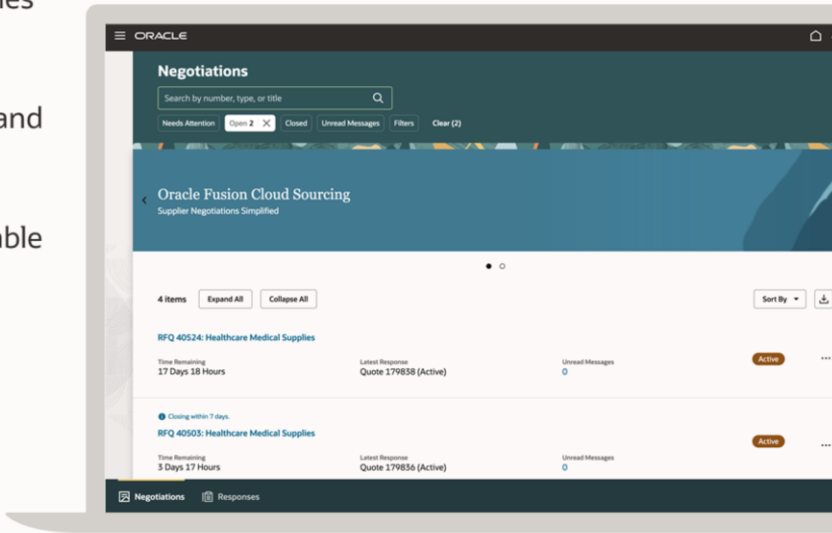 and
ORACLE
Negotiations
Search by number, type, or title
Needs Attention Open 2 Closed Unread Messages Filters Clear (2)
Oracle Fusion Cloud Sourcing
Supplier Negotiations Simplified
4 items Expand All Collapse All Sort By
RFQ 40524: Healthcare Medical Supplies
Time Remaining Latest Response Unread Messages Active
17 Days 18 Hours Quote 179838 (Active) 0
Closing within 7 days.
RFQ 40503: Healthcare Medical Supplies
Time Remaining Latest Response Unread Messages Active
3 Days 17 Hours Quote 179836 (Active) 0
Negotiations Responses